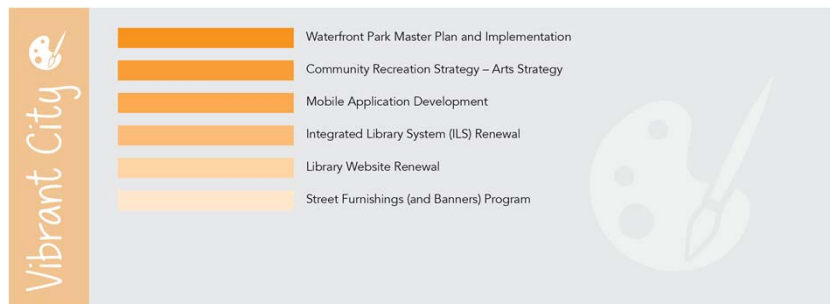 Vibrant City
Waterfront Park Master Plan and Implementation
Community Recreation Strategy – Arts Strategy
Mobile Application Development
Integrated Library System (ILS) Renewal
Library Website Renewal
Street Furnishings (and Banners) Program